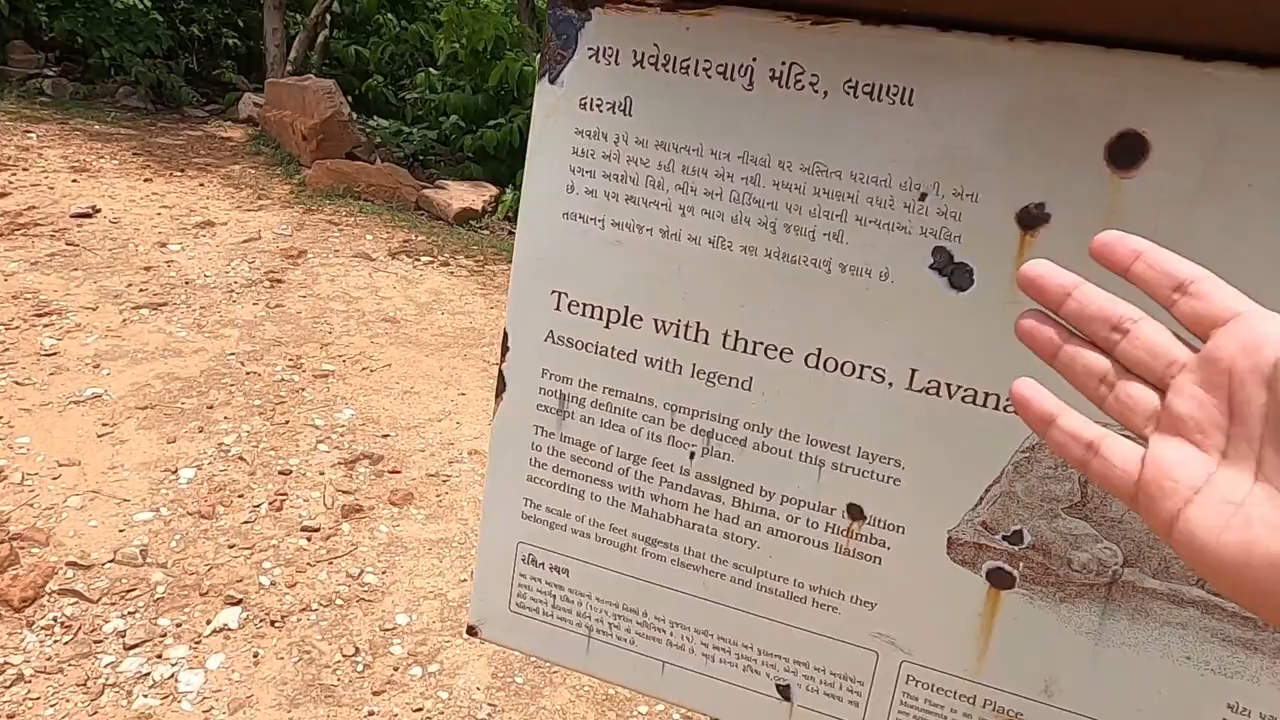 ત્રણ પ્રવેશદ્વારવાળું મંદિર, લવાણા
દ્વારત્રયી
અવશેષ રૂપે આ સ્થાપત્યનો માત્ર નીચલો થર અસ્તિત્વ ધરાવતો એના
પ્રકાર અંગે સ્પષ્ટ કહી શકાય એમ નથી. મધ્યમાં પ્રમાણમાં વધારે મોટા એવા
પગના અવશેષો વિશે, ભીમ અને હિડિંબાના પગ હોવાની માન્યતાઓ પ્રચલિત
છે. આ પગ સ્થાપત્યનો મૂળ ભાગ હોય એવું જણાતું નથી.
તલમાનનું આયોજન જોતાં આ મંદિર ત્રણ પ્રવેશદ્વારવાળું જણાય છે.
Temple with three doors, Lavana
Associated with legend
From the remains, comprising only the lowest layers,
nothing definite can be deduced about this structure
except an idea of its floor plan.
The image of large feet is assigned by popular
to the second of the Pandavas, Bhima, or to Hidimba,
the demoness with whom he had an amorous liaison
according to the Mahabharata story.
The scale of the feet suggests that the sculpture to which they
belonged was brought from elsewhere and installed here.
રક્ષિત સ્થળ
Protected Place
This Place is